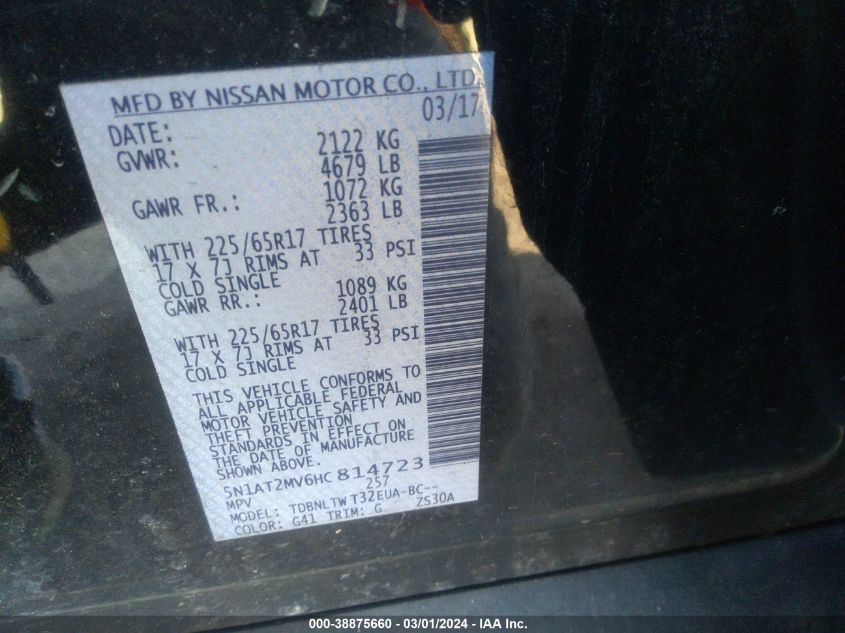 MFD BY NISSAN MOTOR CO., LTD.
DATE: 03/17
GVWR: 2122 KG
4679 LB
GAWR FR.: 1072 KG
2363 LB
WITH 225/65R17 TIRES
17 X 7J RIMS AT 33 PSI
COLD SINGLE
GAWR RR.: 1089 KG
2401 LB
WITH 225/65R17 TIRES
17 X 7J RIMS AT 33 PSI
COLD SINGLE
THIS VEHICLE CONFORMS TO
ALL APPLICABLE FEDERAL
MOTOR VEHICLE SAFETY AND
THEFT PREVENTION
STANDARDS IN EFFECT ON
THE DATE OF MANUFACTURE
SHOWN ABOVE.
5N1AT2MV6HC814723
MPV 257
MODEL: TDBNLTW T32EUA-BC--
COLOR: G41 TRIM: G ZS30A
000-38875660 - 03/01/2024 - IAA Inc.